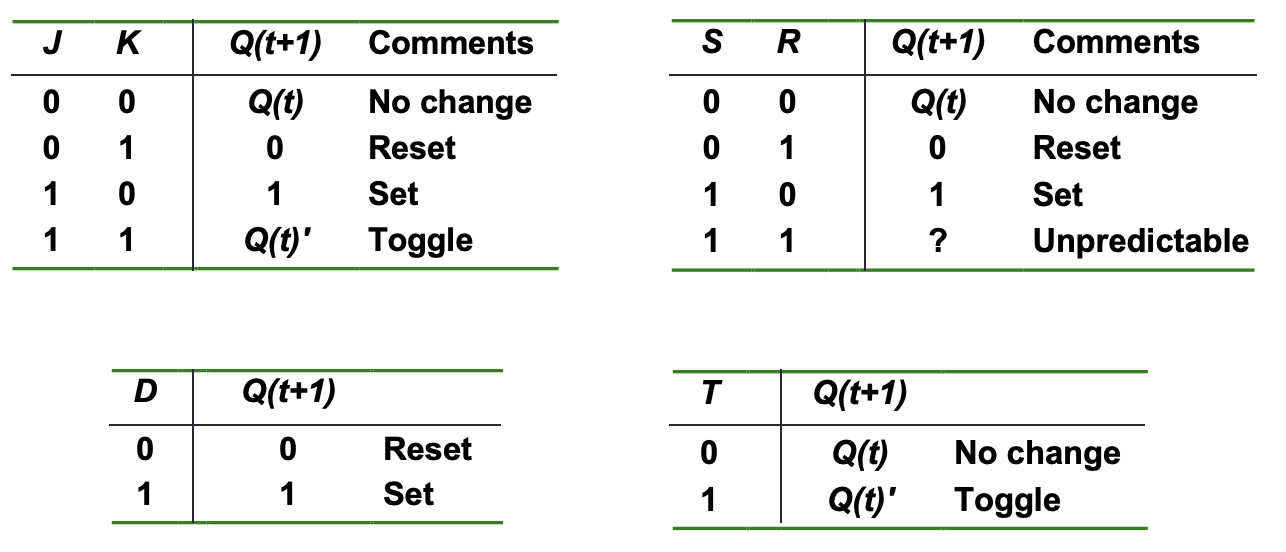 J K Q(t+1) Comments
0 0 Q(t) No change
0 1 0 Reset
1 0 1 Set
1 1 Q(t)' Toggle
S R Q(t+1) Comments
0 0 Q(t) No change
0 1 0 Reset
1 0 1 Set
1 1 ? Unpredictable
D Q(t+1)
0 0 Reset
1 1 Set
T Q(t+1)
0 Q(t) No change
1 Q(t)' Toggle